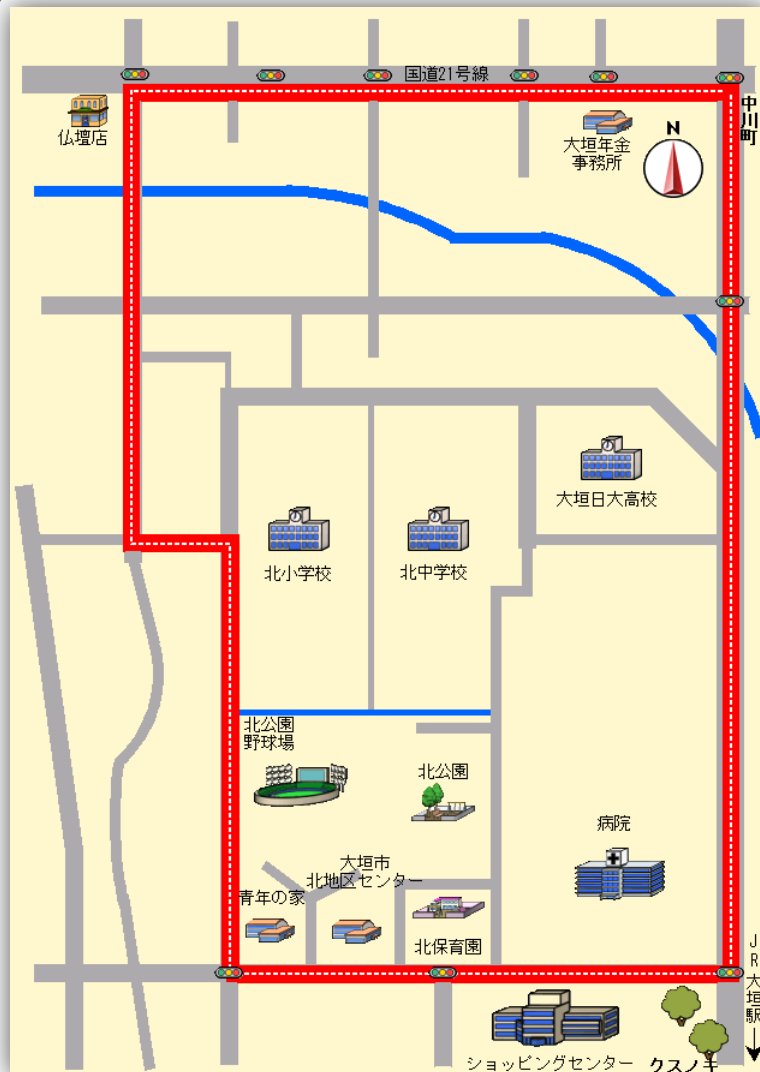 国道21号線
仏壇店
大垣年金
事務所
中川町
N
大垣日大高校
北小学校
北中学校
北公園
野球場
北公園
病院
大垣市
北地区センター
青年の家
北保育園
JR大垣駅
ショッピングセンター
クスノキ